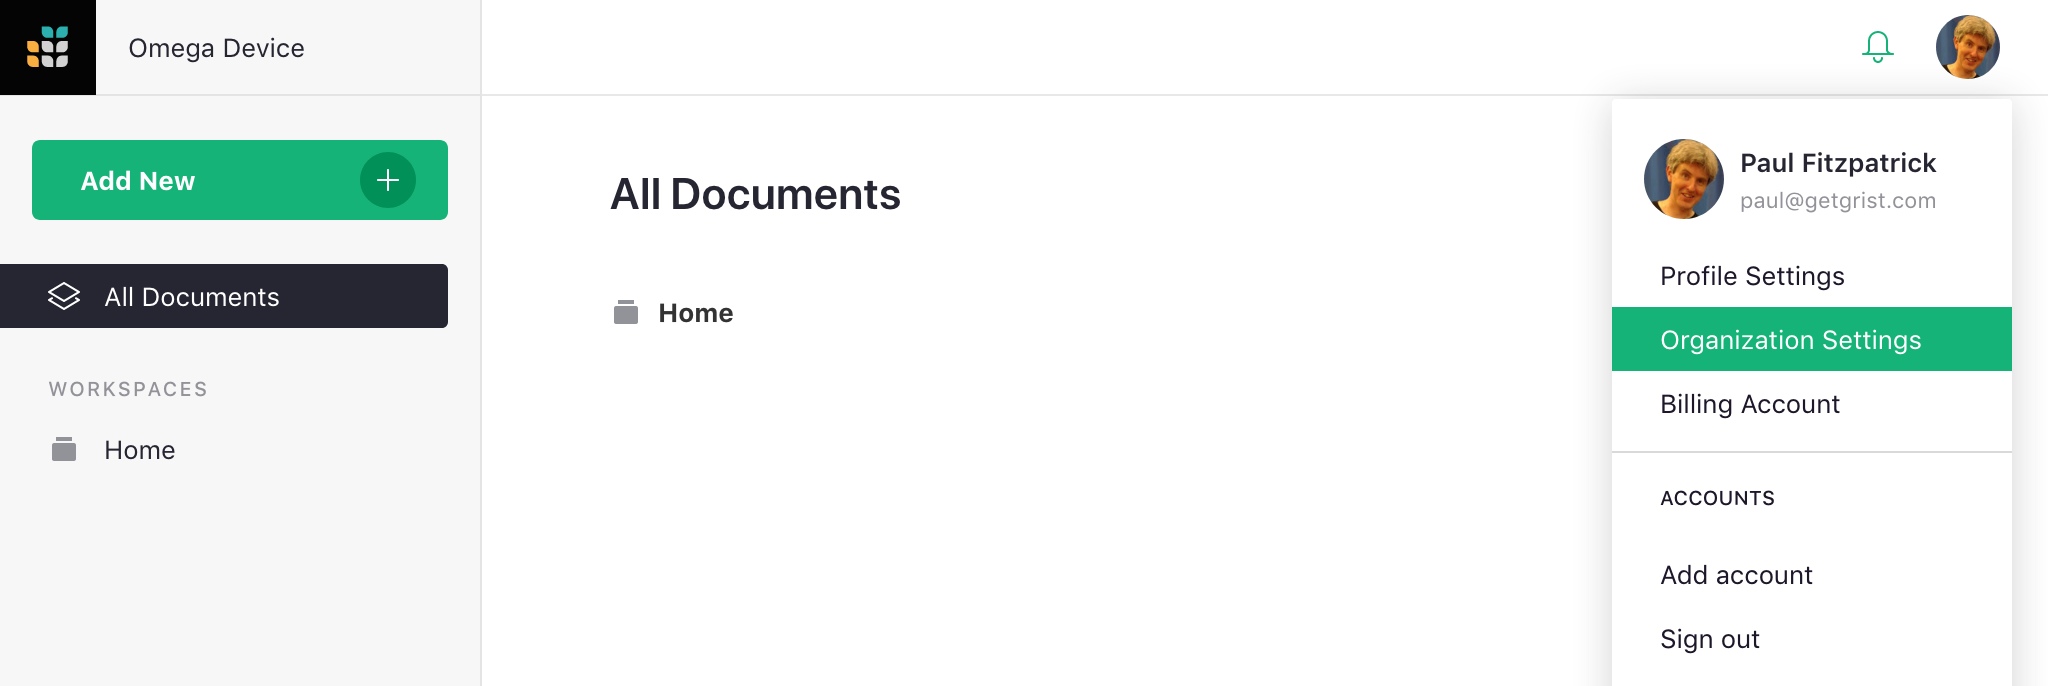 Omega Device
Add New
All Documents
WORKSPACES
Home
All Documents
Home
Paul Fitzpatrick
paul@getgrist.com
Profile Settings
Organization Settings
Billing Account
ACCOUNTS
Add account
Sign out